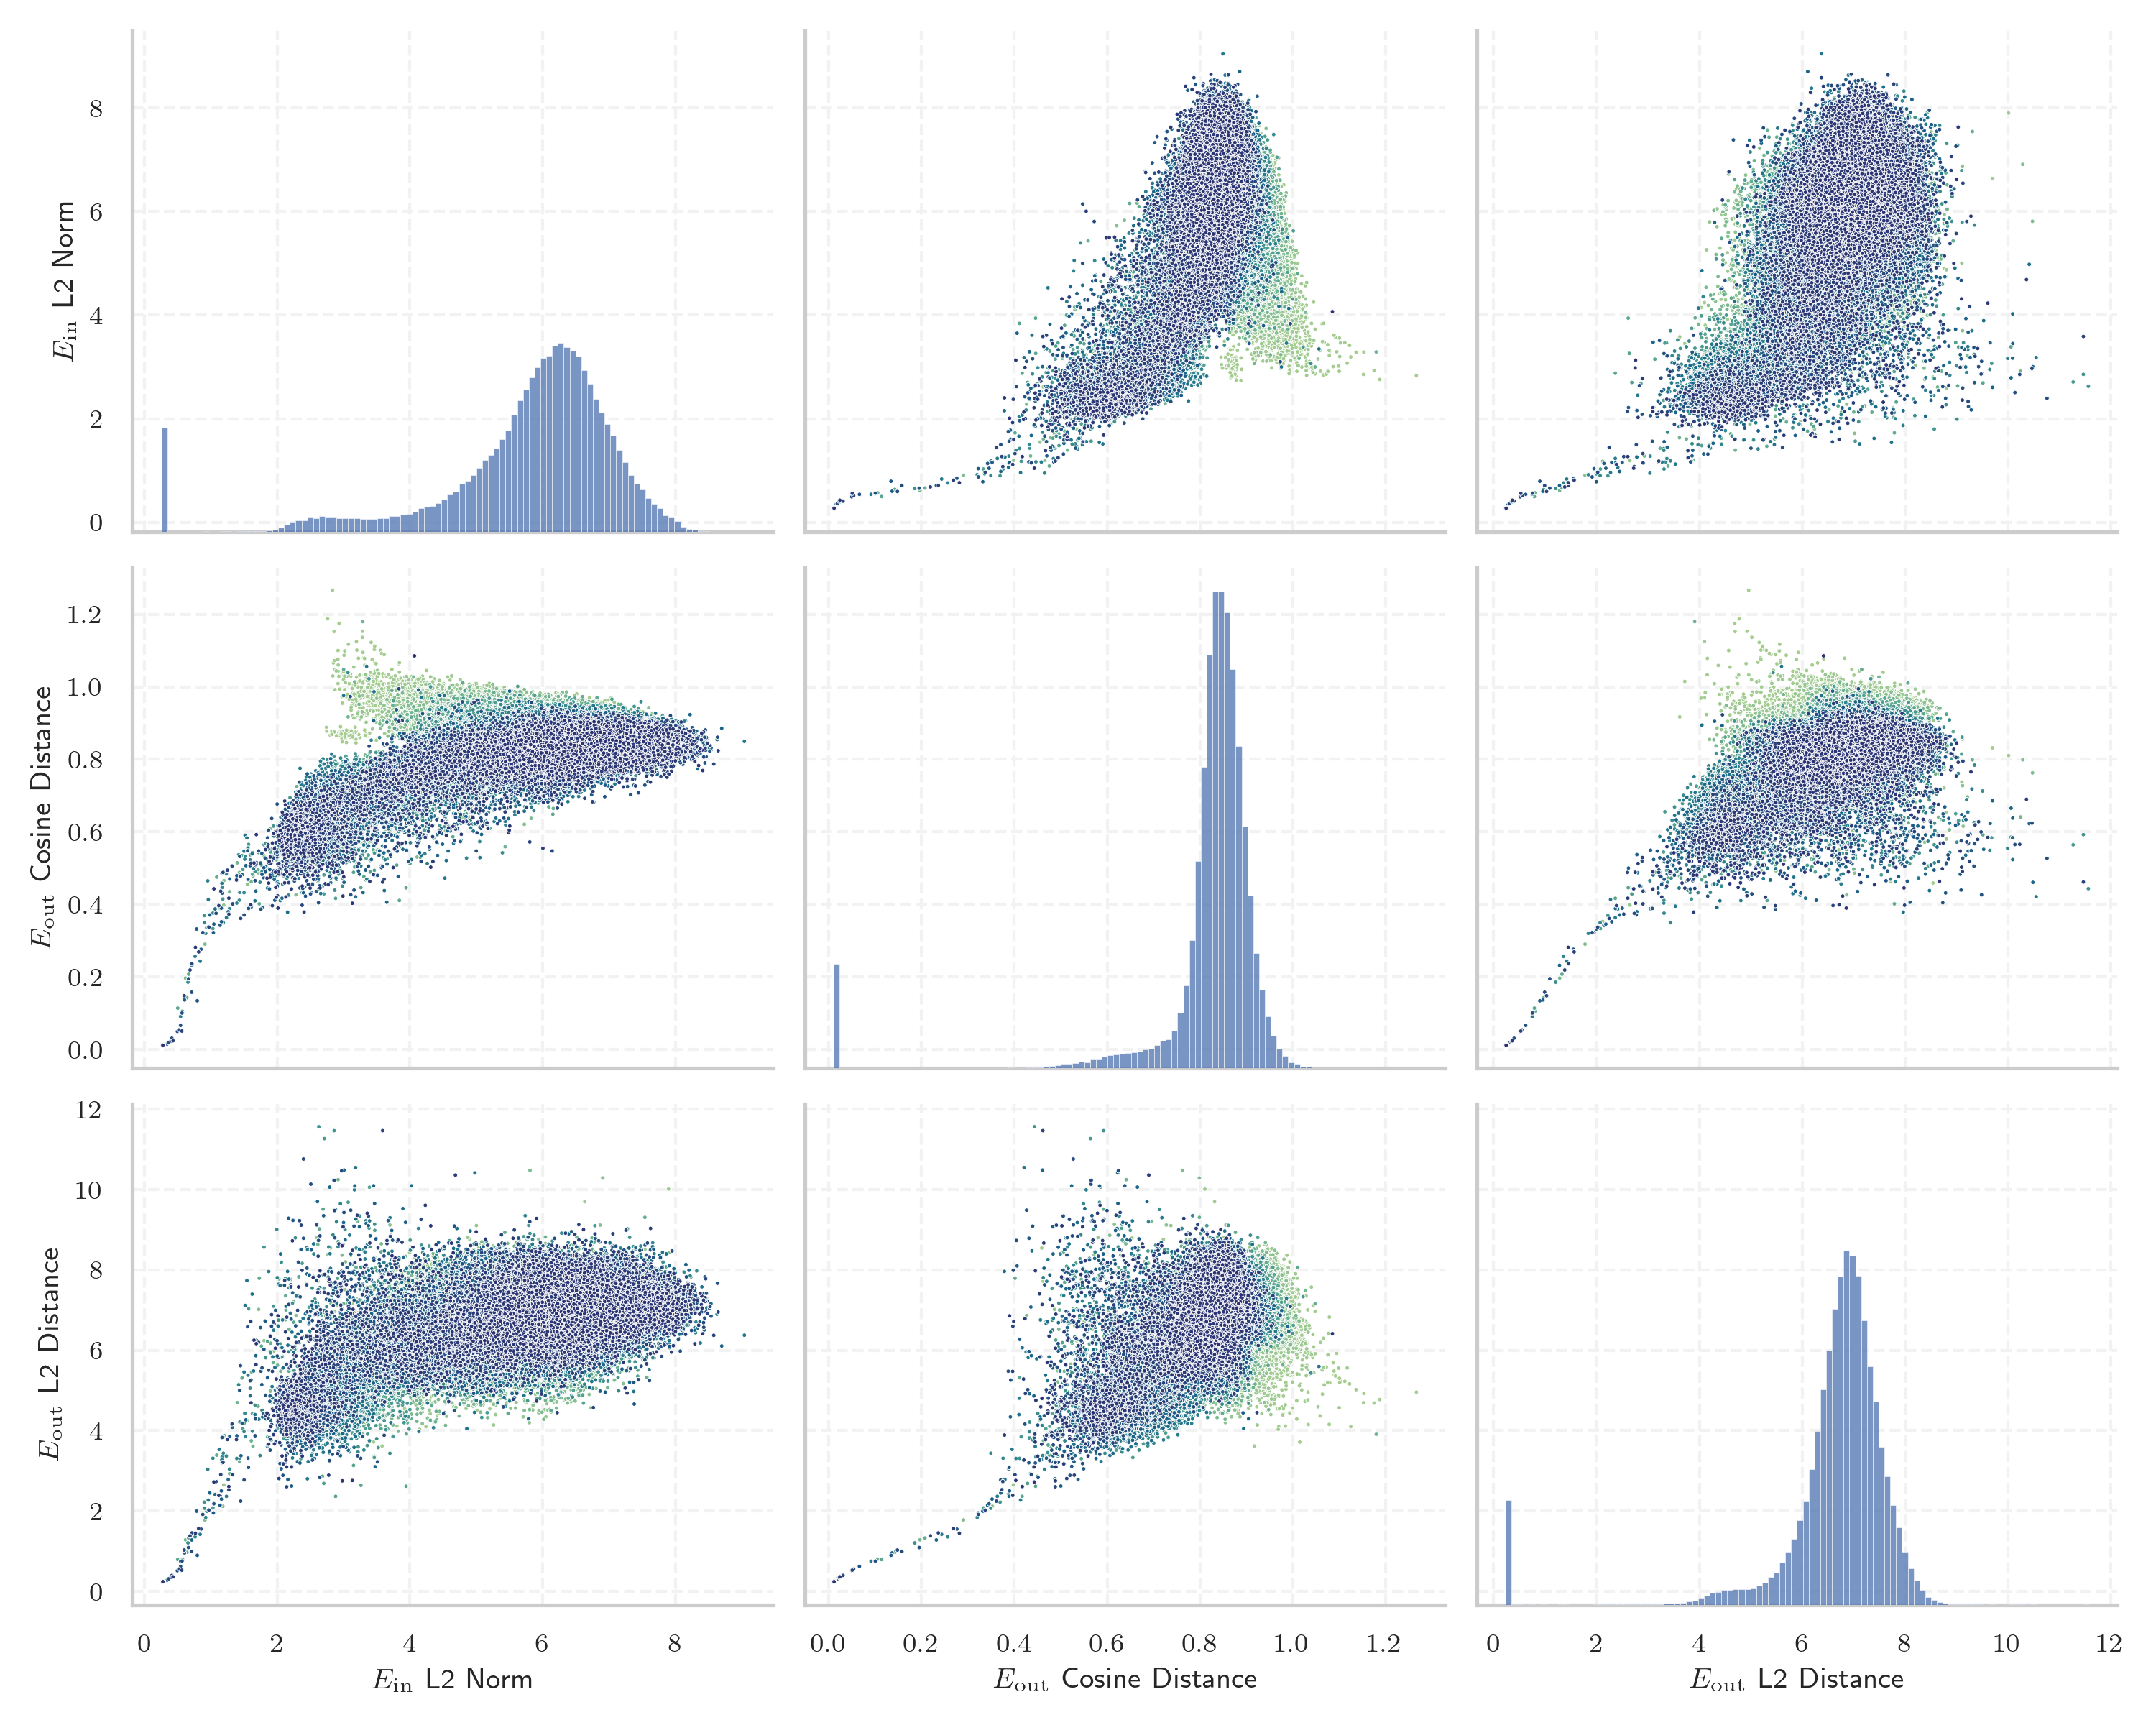 8
6
4
2
0
E_in L2 Norm
1.2
1.0
0.8
0.6
0.4
0.2
0.0
E_out Cosine Distance
12
10
8
6
4
2
0
E_out L2 Distance
0 2 4 6 8
E_in L2 Norm
0.0 0.2 0.4 0.6 0.8 1.0 1.2
E_out Cosine Distance
0 2 4 6 8 10 12
E_out L2 Distance